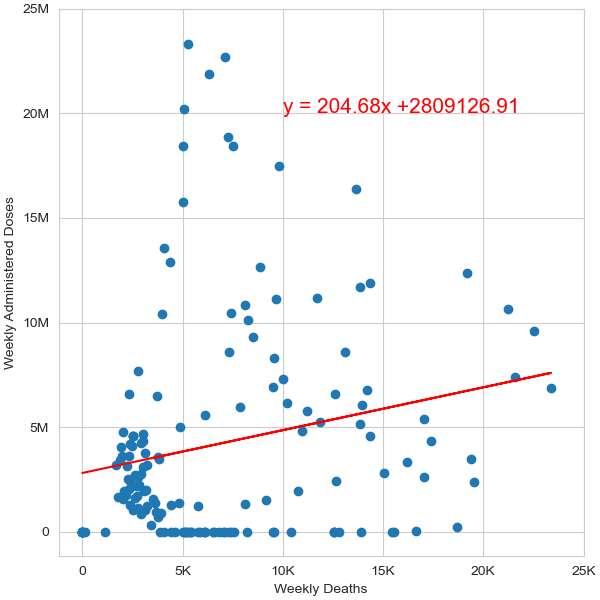 25M
y = 204.68x +2809126.91
20M
15M
Weekly Administered Doses
10M
5M
0
0 5K 10K 15K 20K 25K
Weekly Deaths